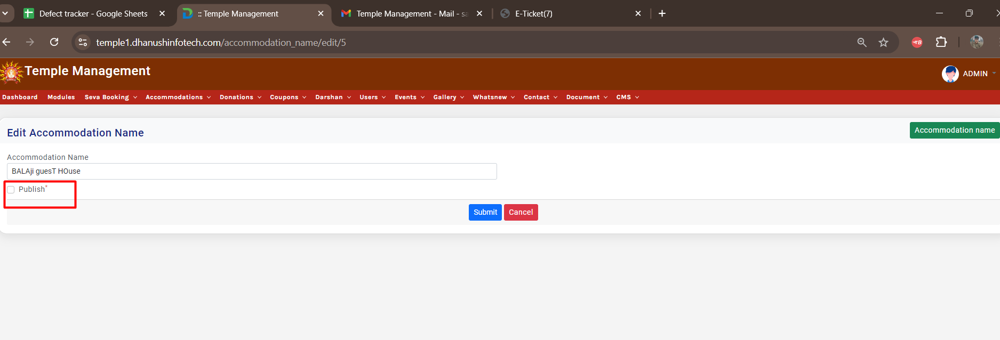 Defect tracker - Google Sheets
:: Temple Management
Temple Management - Mail - sa
E-Ticket(7)
temple1.dhanushinfotech.com/accommodation_name/edit/5
Temple Management
ADMIN
Dashboard Modules Seva Booking Accommodations Donations Coupons Darshan Users Events Gallery Whatsnew Contact Document CMS
Edit Accommodation Name
Accommodation name
Accommodation Name
BALAji guesT HOuse
Publish*
Submit Cancel